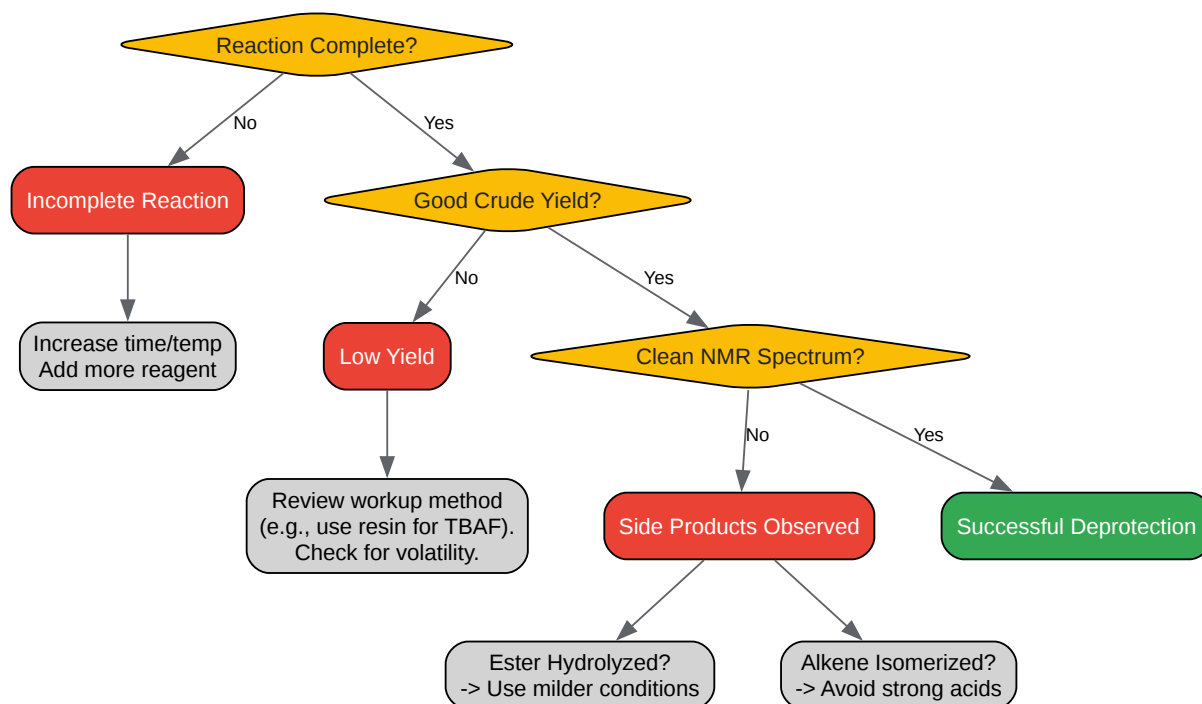 Reaction Complete?
No
Yes
Incomplete Reaction
Good Crude Yield?
No
Yes
Increase time/temp
Add more reagent
Low Yield
Clean NMR Spectrum?
No
Yes
Review workup method
(e.g., use resin for TBAF).
Check for volatility.
Side Products Observed
Successful Deprotection
Ester Hydrolyzed?
-> Use milder conditions
Alkene Isomerized?
-> Avoid strong acids